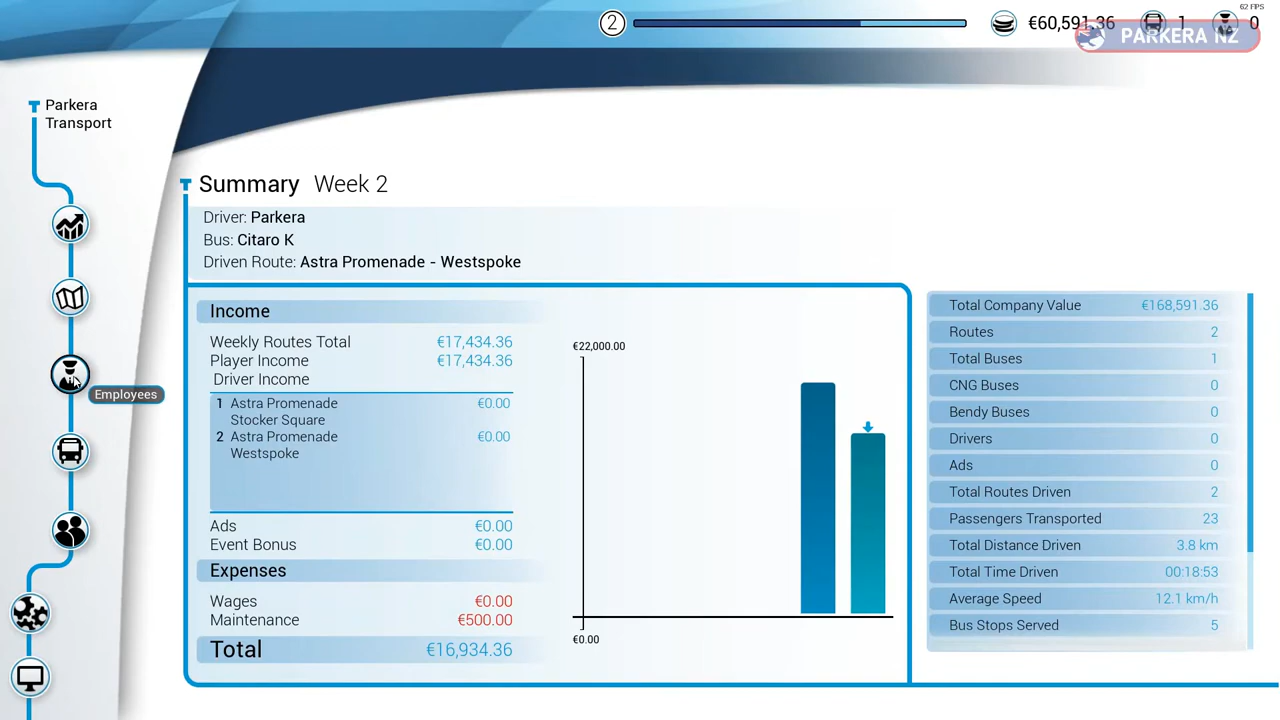 62 FPS
2
€60,591.36
1
0
PARKERA NZ
Parkera
Transport
Summary Week 2
Driver: Parkera
Bus: Citaro K
Driven Route: Astra Promenade - Westspoke
Income
Weekly Routes Total €17,434.36
Player Income €17,434.36
Driver Income
1 Astra Promenade €0.00
Stocker Square
2 Astra Promenade €0.00
Westspoke
Ads €0.00
Event Bonus €0.00
Expenses
Wages €0.00
Maintenance €500.00
Total €16,934.36
€22,000.00
€0.00
Employees
Total Company Value €168,591.36
Routes 2
Total Buses 1
CNG Buses 0
Bendy Buses 0
Drivers 0
Ads 0
Total Routes Driven 2
Passengers Transported 23
Total Distance Driven 3.8 km
Total Time Driven 00:18:53
Average Speed 12.1 km/h
Bus Stops Served 5